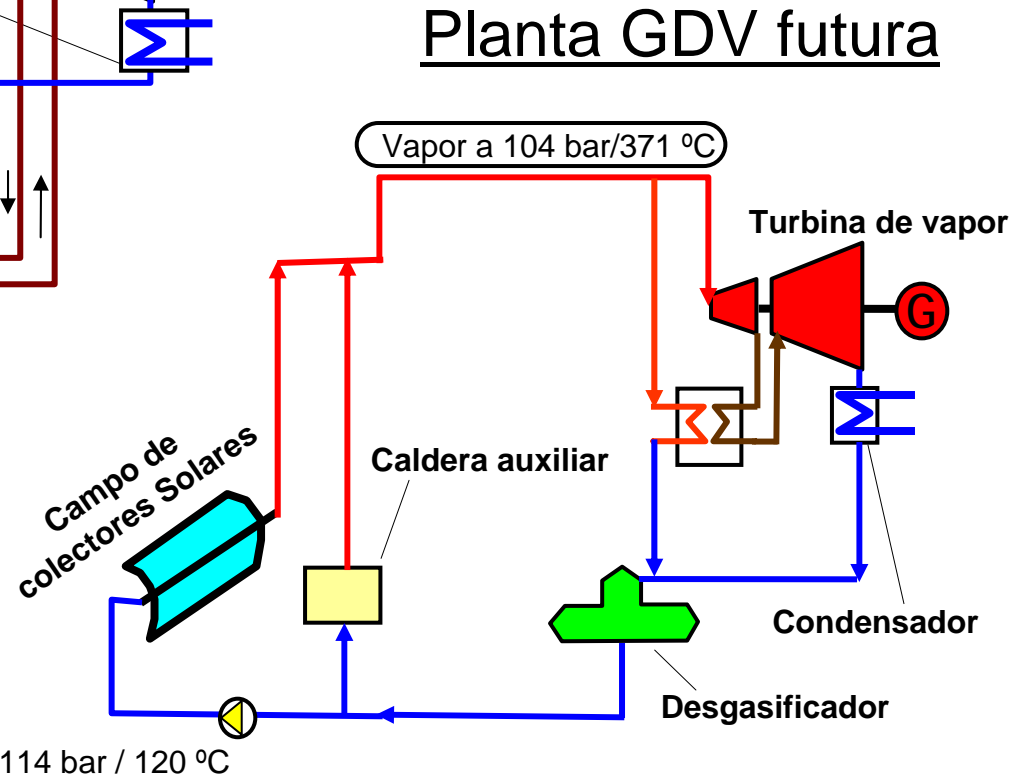 Planta GDV futura
Vapor a 104 bar/371 ºC
Turbina de vapor
G
Campo de
colectores Solares
Caldera auxiliar
Condensador
Desgasificador
114 bar / 120 ºC